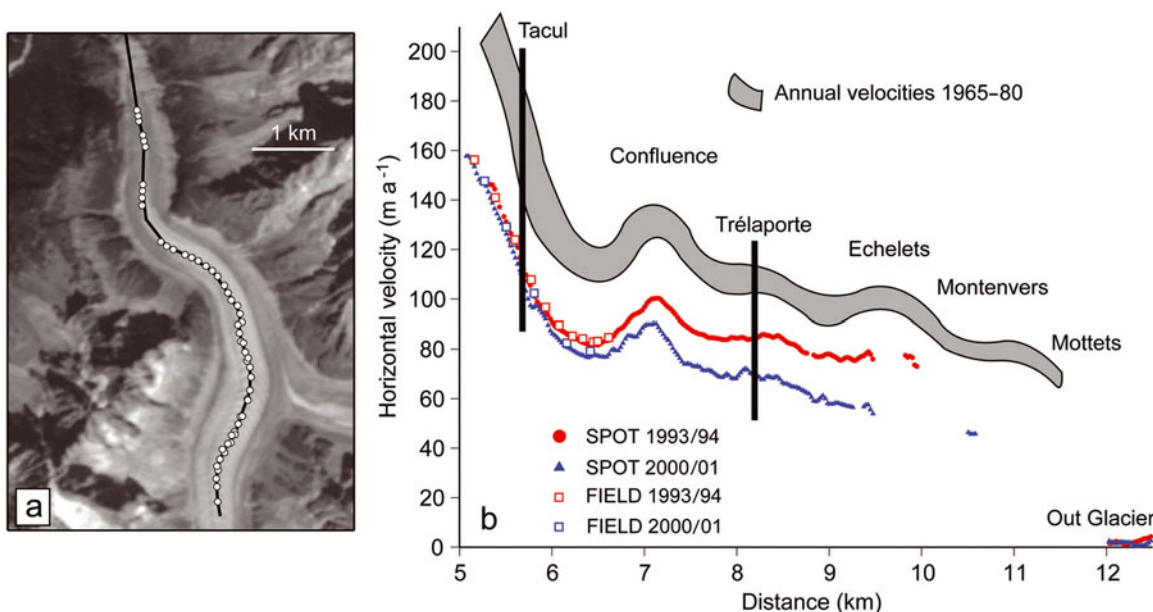 1 km
a
Horizontal velocity (m a⁻¹)
200
180
160
140
120
100
80
60
40
20
0
Tacul
Annual velocities 1965–80
Confluence
Trélaporte
Echelets
Montenvers
Mottets
SPOT 1993/94
SPOT 2000/01
FIELD 1993/94
FIELD 2000/01
b
Out Glacier
5 6 7 8 9 10 11 12
Distance (km)